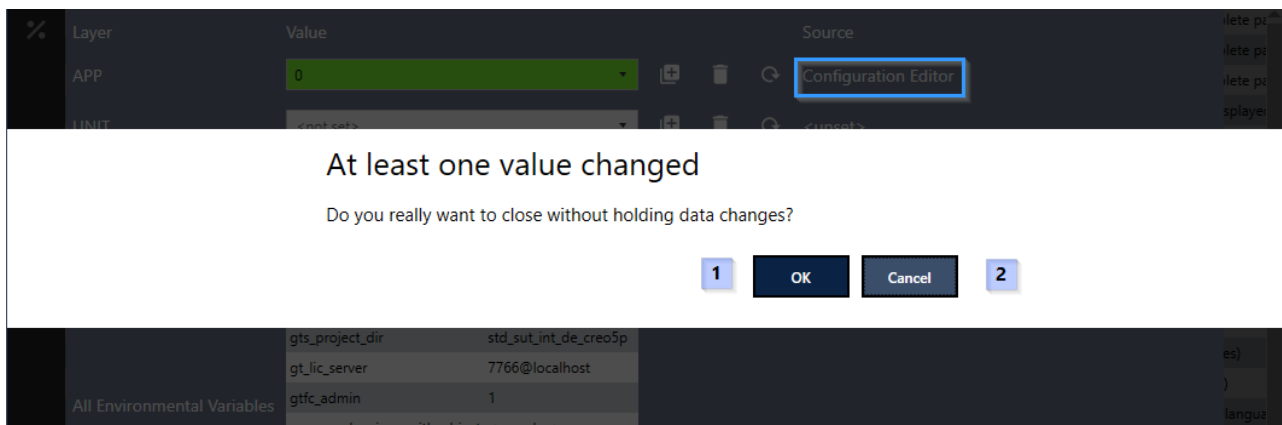 Layer Value Source
APP 0 Configuration Editor
UNIT <not set> <unset>
At least one value changed
Do you really want to close without holding data changes?
1 OK Cancel 2
gts_project_dir std_sut_int_de_creo5p
gt_lic_server 7766@localhost
All Environmental Variables gtfc_admin 1